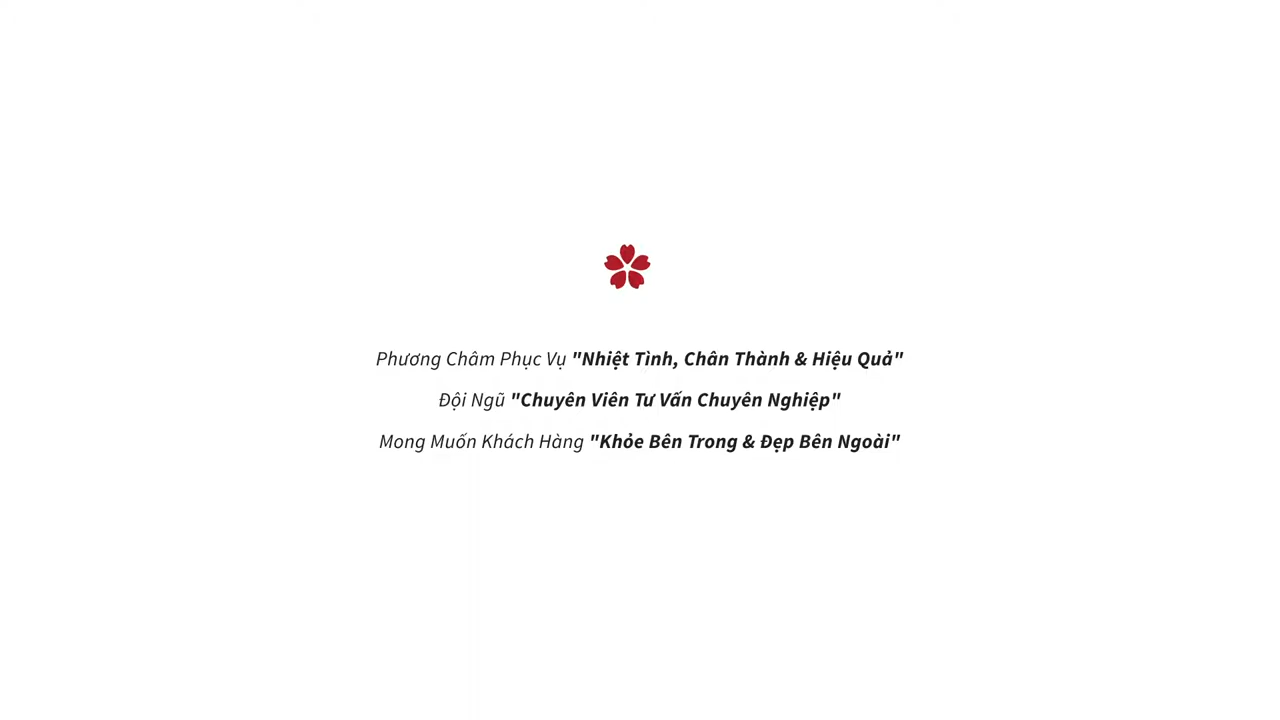 Phương Châm Phục Vụ "Nhiệt Tình, Chân Thành & Hiệu Quả"
Đội Ngũ "Chuyên Viên Tư Vấn Chuyên Nghiệp"
Mong Muốn Khách Hàng "Khỏe Bên Trong & Đẹp Bên Ngoài"